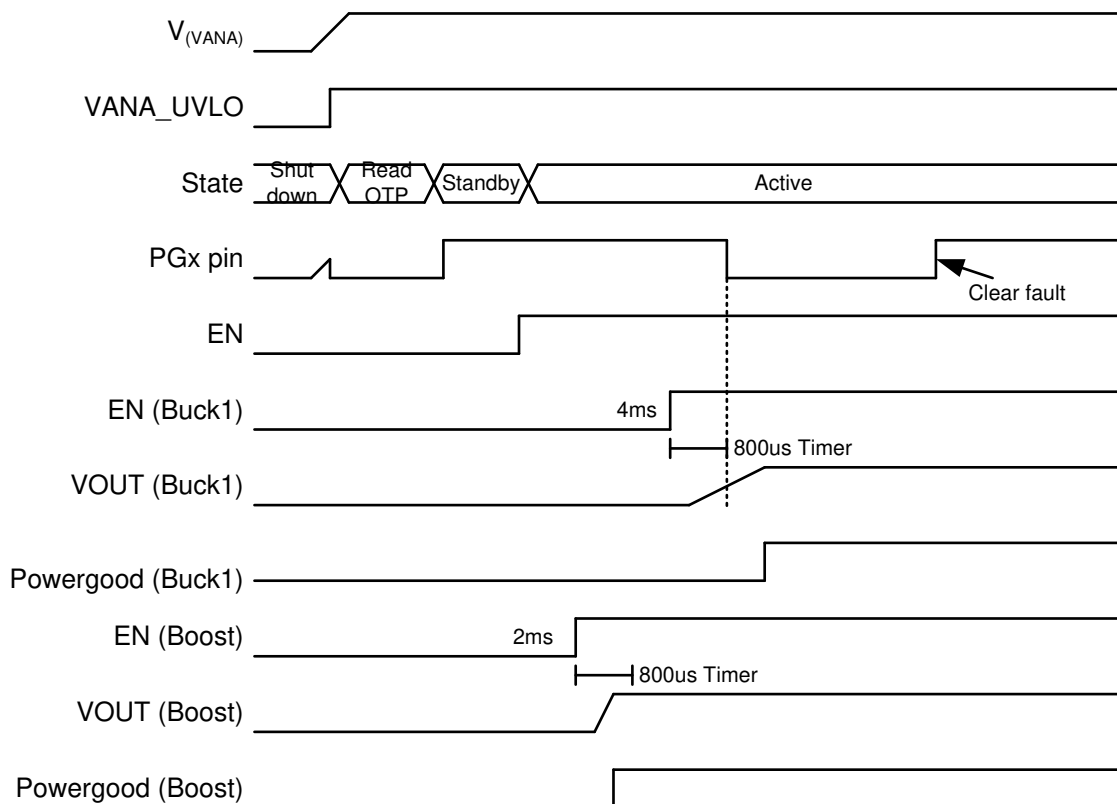 V(VANA)
VANA_UVLO
State
Shut
down
Read
OTP
Standby
Active
PGx pin
Clear fault
EN
EN (Buck1)
4ms
800us Timer
VOUT (Buck1)
Powergood (Buck1)
EN (Boost)
2ms
800us Timer
VOUT (Boost)
Powergood (Boost)